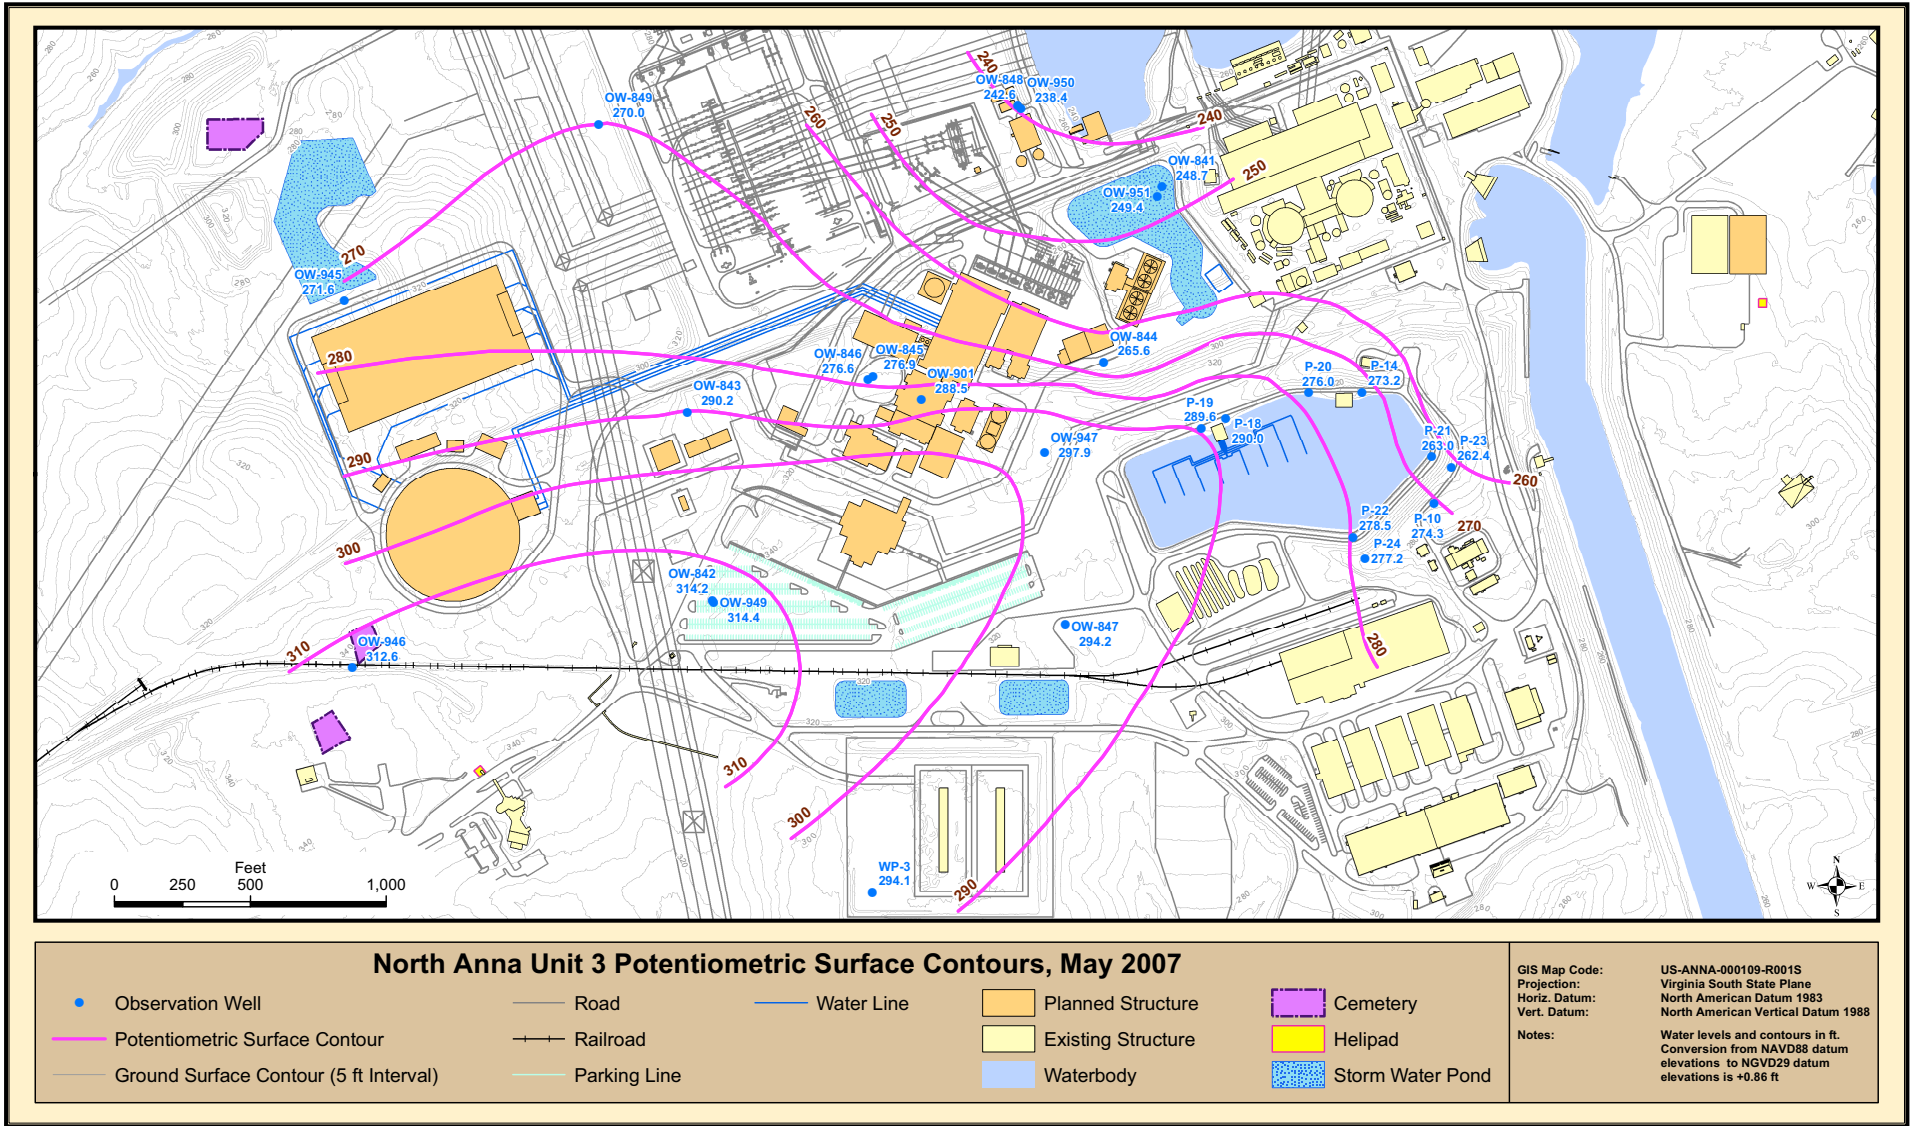 240
OW-848
242.6
OW-950
238.4
OW-849
270.0
260
250
240
OW-841
248.7
250
OW-951
249.4
270
OW-945
271.6
280
OW-846
276.6
OW-845
276.9
OW-901
288.5
OW-844
265.6
OW-843
290.2
P-20
276.0
P-14
273.2
P-19
289.6
P-18
290.0
P-21
263.0
P-23
262.4
OW-947
297.9
290
260
P-22
278.5
P-10
274.3
270
P-24
277.2
300
OW-842
314.2
OW-949
314.4
OW-847
294.2
280
OW-946
312.6
310
310
300
290
WP-3
294.1
Feet
0 250 500 1,000
N
W E
S
North Anna Unit 3 Potentiometric Surface Contours, May 2007
Observation Well
Potentiometric Surface Contour
Ground Surface Contour (5 ft Interval)
Road
Railroad
Parking Line
Water Line
Planned Structure
Existing Structure
Waterbody
Cemetery
Helipad
Storm Water Pond
GIS Map Code: US-ANNA-000109-R001S
Projection: Virginia South State Plane
Horiz. Datum: North American Datum 1983
Vert. Datum: North American Vertical Datum 1988
Notes: Water levels and contours in ft.
Conversion from NAVD88 datum
elevations to NGVD29 datum
elevations is +0.86 ft